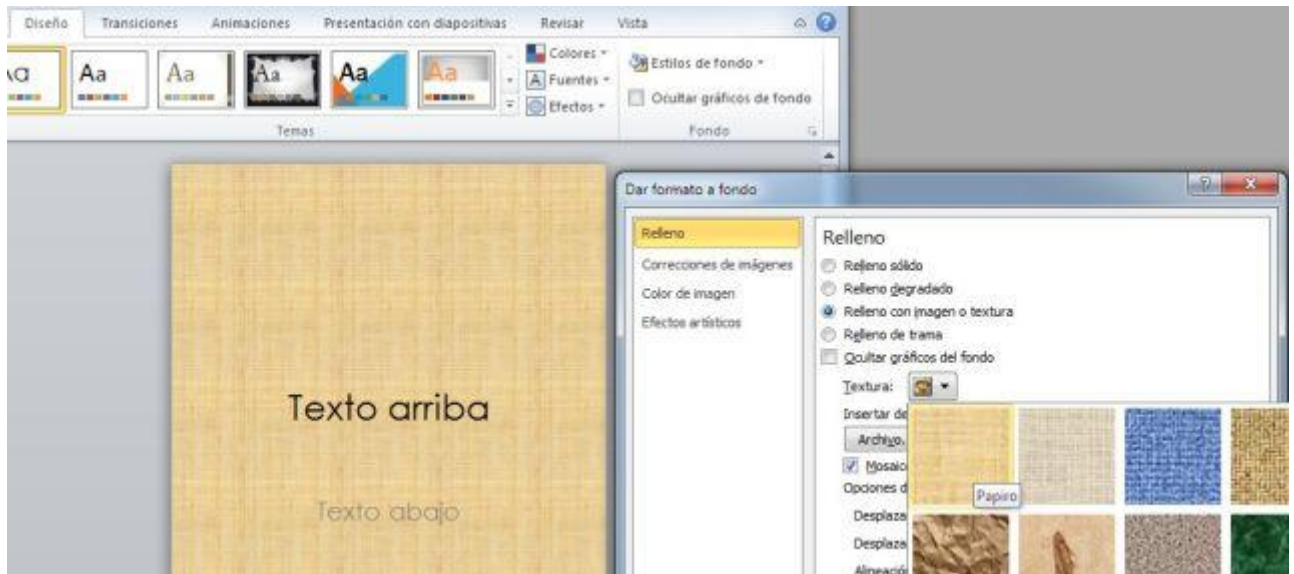 Diseño Transiciones Animaciones Presentación con diapositivas Revisar Vista
Aa Aa Aa Aa Aa
Colores
Fuentes
Efectos
Estilos de fondo
Ocultar gráficos de fondo
Temas Fondo
Texto arriba
Texto abajo
Dar formato a fondo
Relleno
Correcciones de imágenes
Color de imagen
Efectos artísticos
Relleno
Relleno sólido
Relleno degradado
Relleno con imagen o textura
Relleno de trama
Ocultar gráficos del fondo
Textura:
Insertar de
Archivo.
Mosaic
Opciones d
Desplaza
Desplaza
Alineación
Papiro